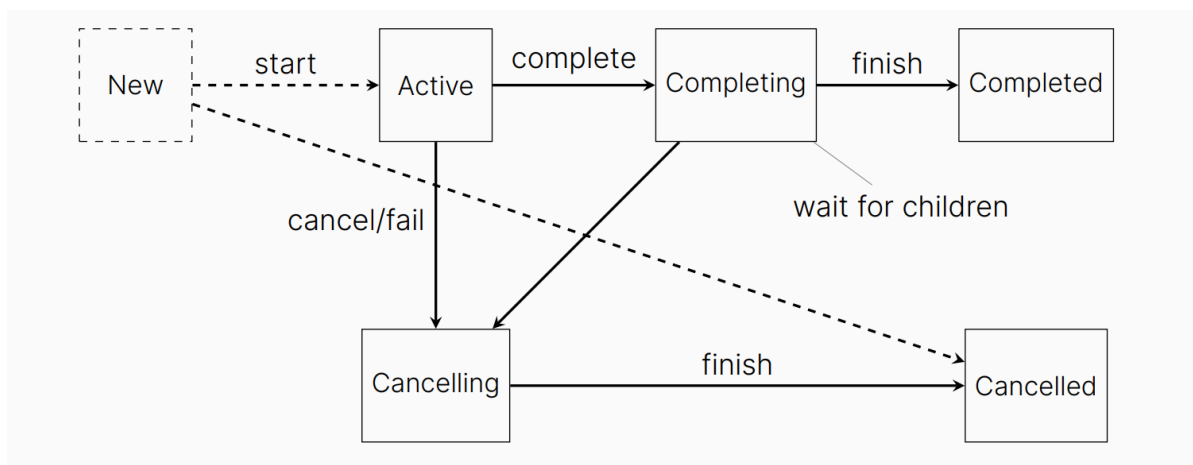 New
start
Active
complete
Completing
finish
Completed
wait for children
cancel/fail
Cancelling
finish
Cancelled